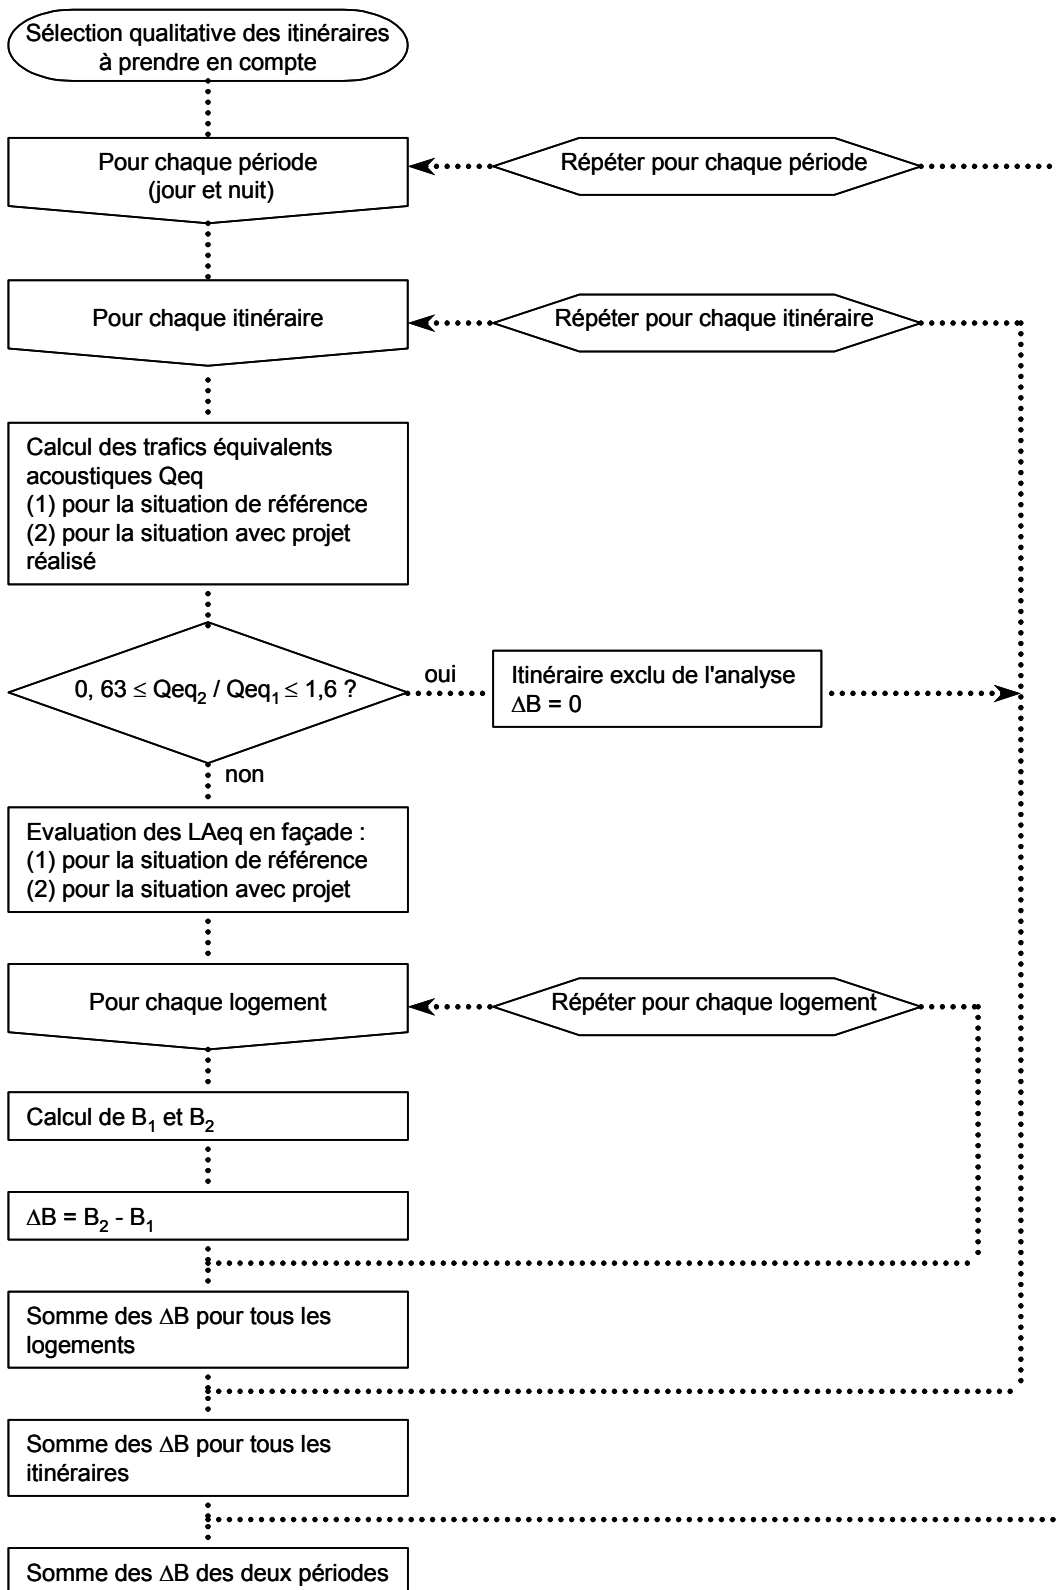 Sélection qualitative des itinéraires
à prendre en compte
Pour chaque période
(jour et nuit)
Répéter pour chaque période
Pour chaque itinéraire
Répéter pour chaque itinéraire
Calcul des trafics équivalents
acoustiques Qeq
(1) pour la situation de référence
(2) pour la situation avec projet
réalisé
0, 63 ≤ Qeq₂ / Qeq₁ ≤ 1,6 ?
oui
Itinéraire exclu de l'analyse
ΔB = 0
non
Evaluation des LAeq en façade :
(1) pour la situation de référence
(2) pour la situation avec projet
Pour chaque logement
Répéter pour chaque logement
Calcul de B₁ et B₂
ΔB = B₂ - B₁
Somme des ΔB pour tous les
logements
Somme des ΔB pour tous les
itinéraires
Somme des ΔB des deux périodes